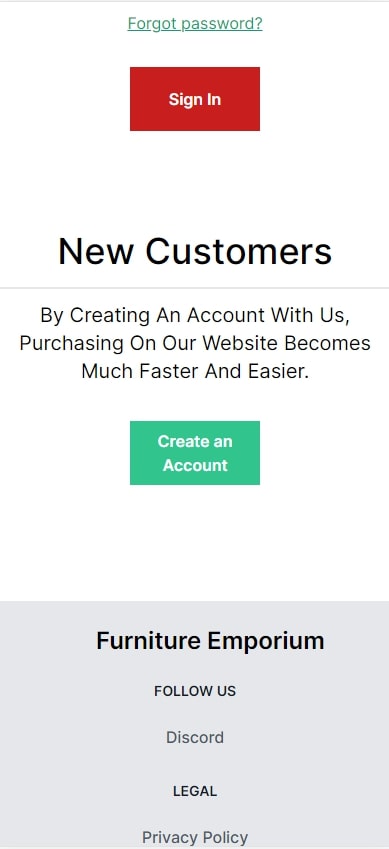 Forgot password?
Sign In
New Customers
By Creating An Account With Us,
Purchasing On Our Website Becomes
Much Faster And Easier.
Create an
Account
Furniture Emporium
FOLLOW US
Discord
LEGAL
Privacy Policy